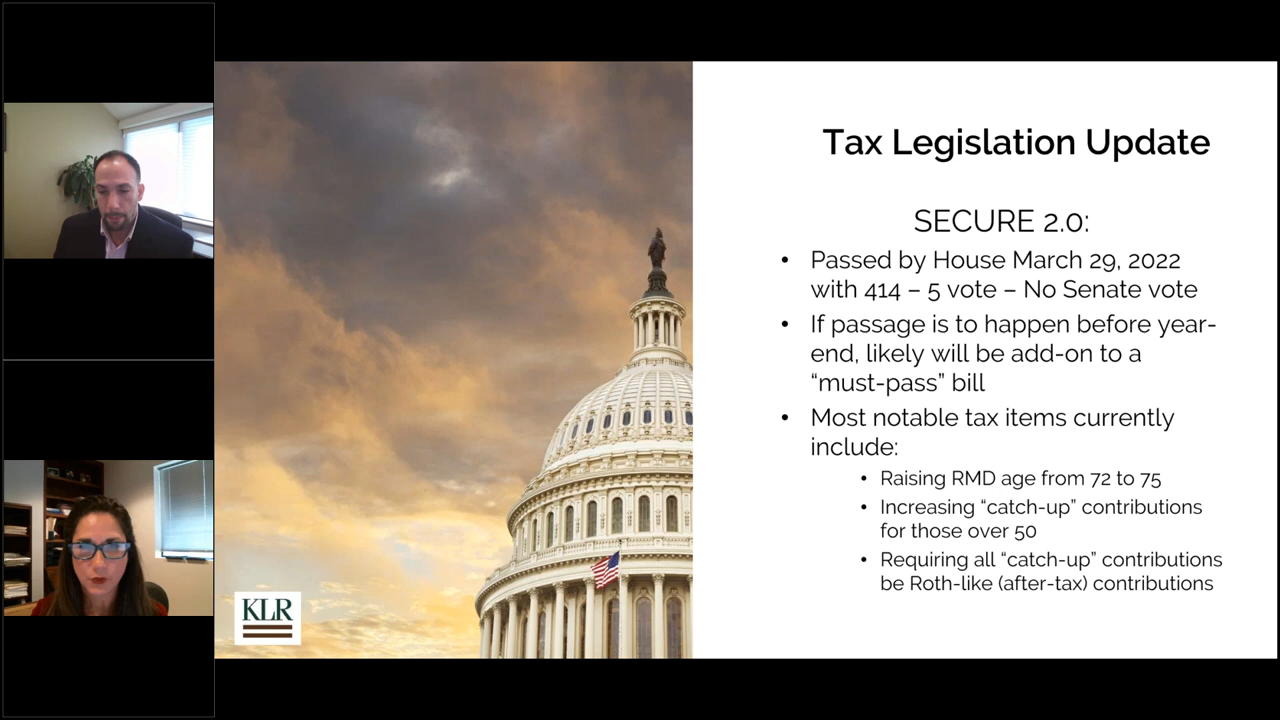 Tax Legislation Update
SECURE 2.0:
• Passed by House March 29, 2022
with 414 – 5 vote – No Senate vote
• If passage is to happen before year-
end, likely will be add-on to a
“must-pass” bill
• Most notable tax items currently
include:
• Raising RMD age from 72 to 75
• Increasing “catch-up” contributions
for those over 50
• Requiring all “catch-up” contributions
be Roth-like (after-tax) contributions
KLR